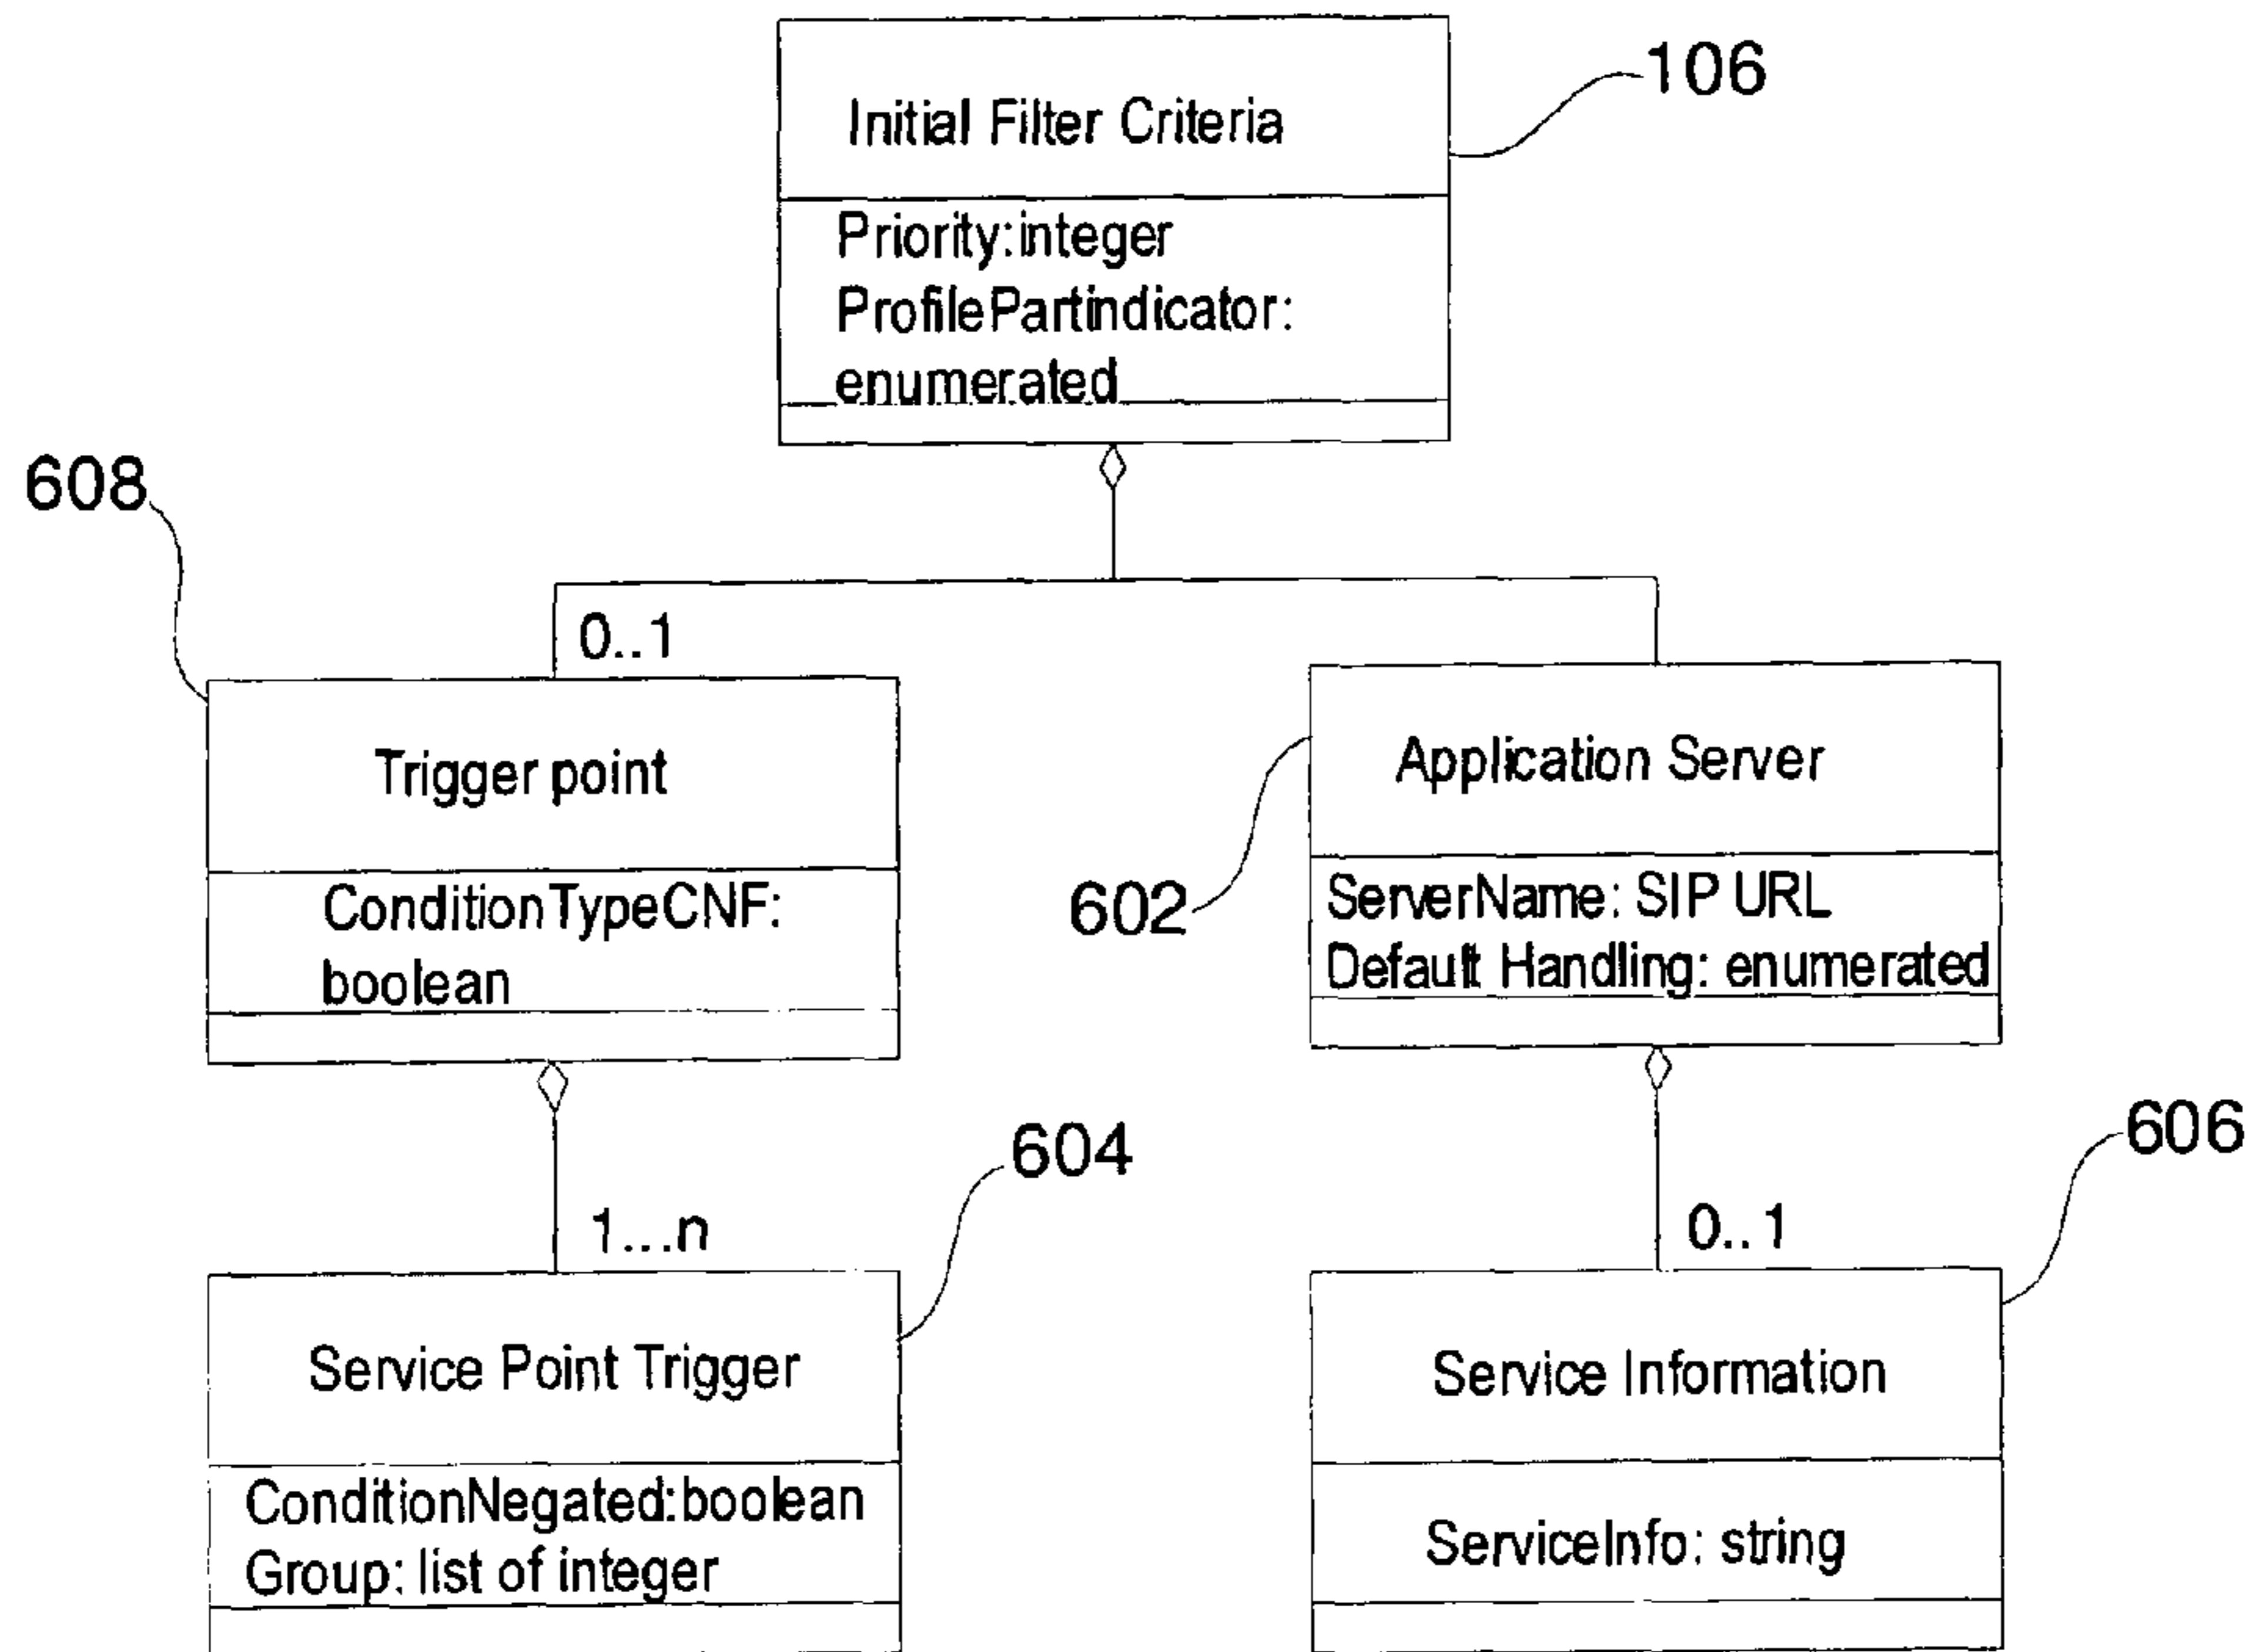 Initial Filter Criteria
106
Priority:integer
ProfilePartindicator:
enumerated
608
0..1
Trigger point
ConditionTypeCNF:
boolean
Application Server
602
ServerName: SIP URL
Default Handling: enumerated
604
606
1...n
0..1
Service Point Trigger
ConditionNegated:boolean
Group: list of integer
Service Information
ServiceInfo: string